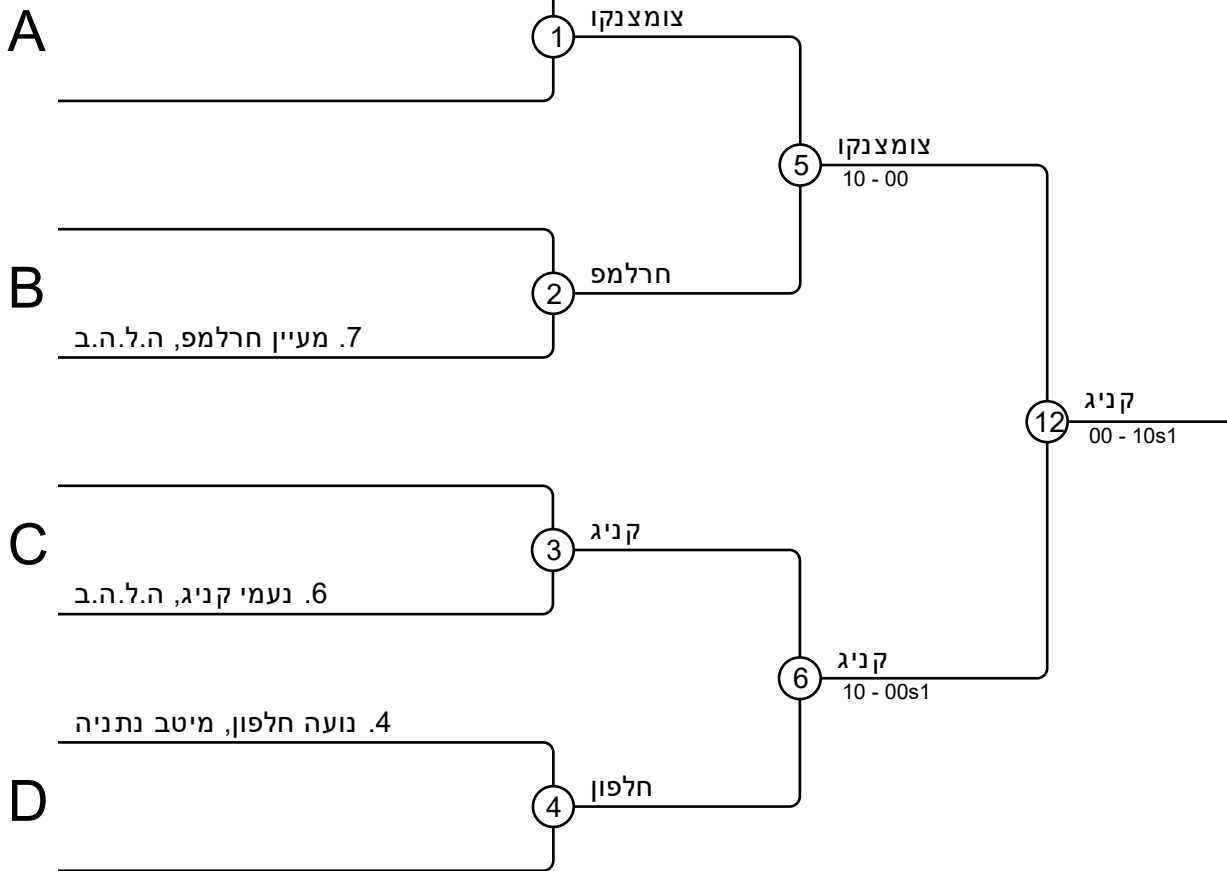 A
1
צומצנקו
5
צומצנקו
10 - 00
B
2
חרלמפ
7. מעיין חרלמפ, ה.ל.ה.ב
12
קניג
00 - 10s1
C
3
קניג
6. נעמי קניג, ה.ל.ה.ב
6
קניג
10 - 00s1
4. נועה חלפון, מיטב נתניה
D
4
חלפון